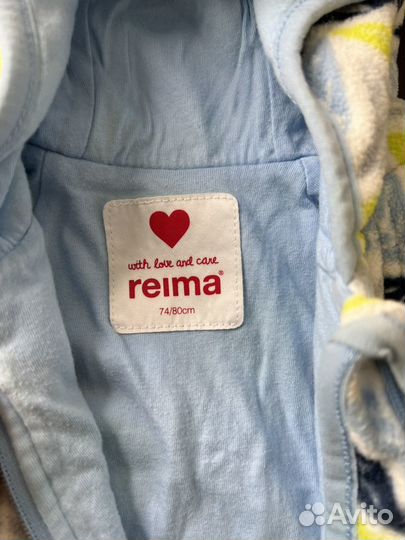 with love and care
reima®
74/80cm
Avito